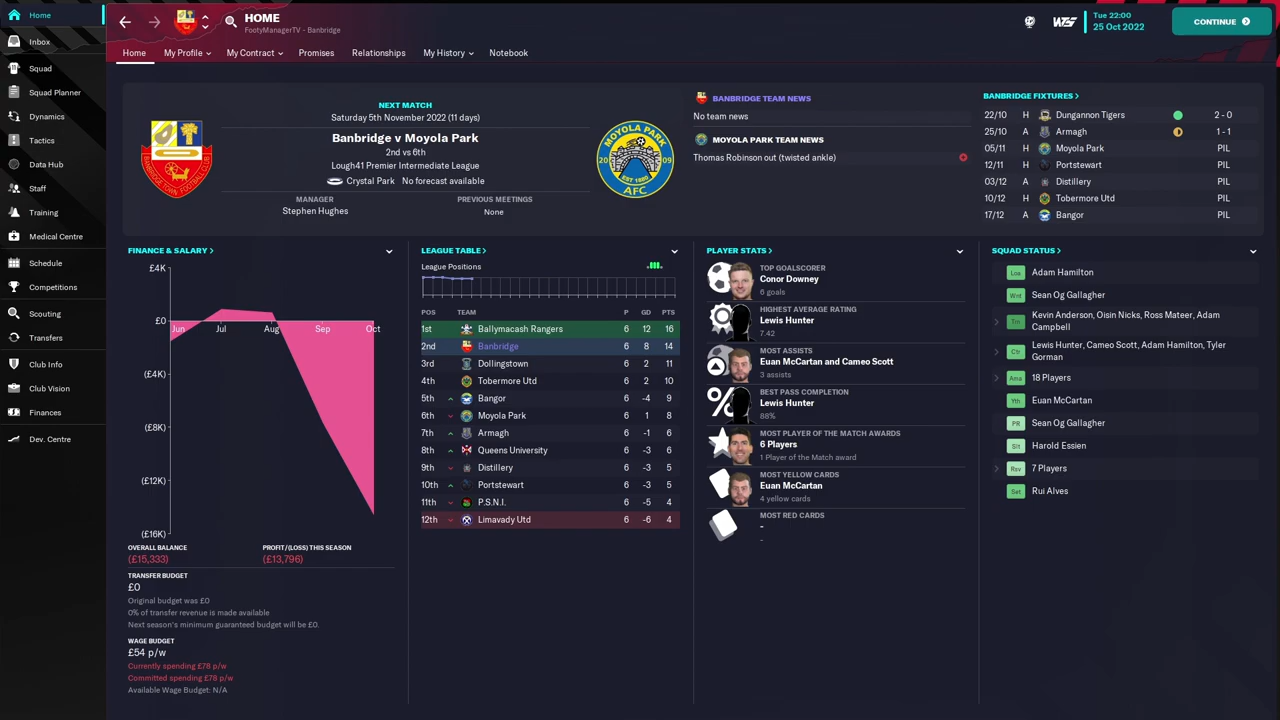 Home
Inbox
Squad
Squad Planner
Dynamics
Tactics
Data Hub
Staff
Training
Medical Centre
Schedule
Competitions
Scouting
Transfers
Club Info
Club Vision
Finances
Dev. Centre
HOME
FootyManagerTV - Banbridge
Tue 22:00
25 Oct 2022
CONTINUE
Home My Profile My Contract Promises Relationships My History Notebook
NEXT MATCH
Saturday 5th November 2022 (11 days)
Banbridge v Moyola Park
2nd vs 6th
Lough41 Premier Intermediate League
Crystal Park No forecast available
MANAGER
Stephen Hughes
PREVIOUS MEETINGS
None
MOYOLA PARK
2009
EST 1880
AFC
BANBRIDGE TEAM NEWS
No team news
MOYOLA PARK TEAM NEWS
Thomas Robinson out (twisted ankle)
BANBRIDGE FIXTURES
22/10 H Dungannon Tigers 2 - 0
25/10 A Armagh 1 - 1
05/11 H Moyola Park PIL
12/11 H Portstewart PIL
03/12 A Distillery PIL
10/12 H Tobermore Utd PIL
17/12 A Bangor PIL
FINANCE & SALARY
£4K
£0
(£4K)
(£8K)
(£12K)
(£16K)
Jun Jul Aug Sep Oct
OVERALL BALANCE
(£15,333)
PROFIT/(LOSS) THIS SEASON
(£13,796)
TRANSFER BUDGET
£0
Original budget was £0
0% of transfer revenue is made available
Next season's minimum guaranteed budget will be £0.
WAGE BUDGET
£54 p/w
Currently spending £78 p/w
Committed spending £78 p/w
Available Wage Budget: N/A
LEAGUE TABLE
League Positions
POS TEAM P GD PTS
1st Ballymacash Rangers 6 12 16
2nd Banbridge 6 8 14
3rd Dollingstown 6 2 11
4th Tobermore Utd 6 2 10
5th Bangor 6 -4 9
6th Moyola Park 6 1 8
7th Armagh 6 -1 6
8th Queens University 6 -3 6
9th Distillery 6 -3 5
10th Portstewart 6 -3 5
11th P.S.N.I. 6 -5 4
12th Limavady Utd 6 -6 4
PLAYER STATS
TOP GOALSCORER
Conor Downey
6 goals
HIGHEST AVERAGE RATING
Lewis Hunter
7.42
MOST ASSISTS
Euan McCartan and Cameo Scott
3 assists
BEST PASS COMPLETION
Lewis Hunter
88%
MOST PLAYER OF THE MATCH AWARDS
6 Players
1 Player of the Match award
MOST YELLOW CARDS
Euan McCartan
4 yellow cards
MOST RED CARDS
-
-
SQUAD STATUS
Loa Adam Hamilton
Wnt Sean Og Gallagher
Trn Kevin Anderson, Oisin Nicks, Ross Mateer, Adam
Campbell
Ctr Lewis Hunter, Cameo Scott, Adam Hamilton, Tyler
Gorman
Ama 18 Players
Yth Euan McCartan
PR Sean Og Gallagher
Slt Harold Essien
Rsv 7 Players
Set Rui Alves